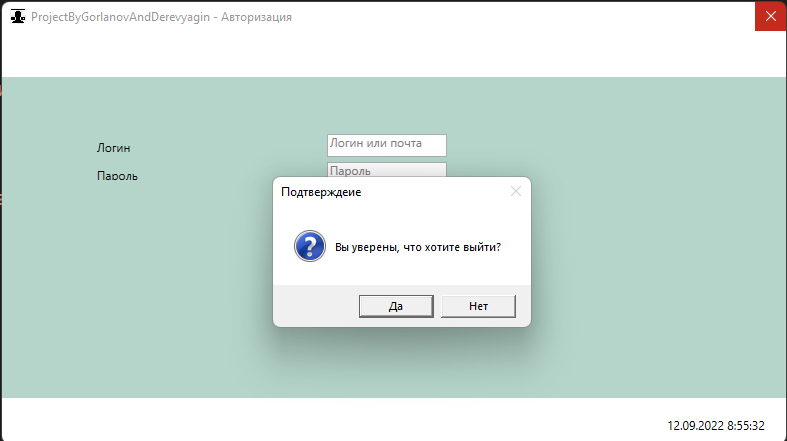 ProjectByGorlanovAndDerevyagin - Авторизация
Логин
Логин или почта
Пароль
Пароль
Подтверждеие
Вы уверены, что хотите выйти?
Да
Нет
12.09.2022 8:55:32